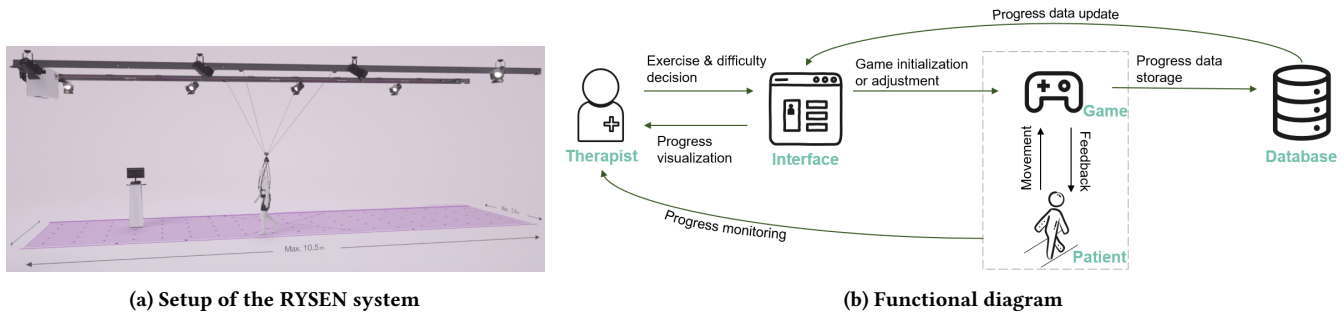 Progress data update
Exercise & difficulty
decision
Game initialization
or adjustment
Progress data
storage
Game
Therapist
Progress
visualization
Interface
Database
Movement
Feedback
Progress monitoring
Patient
Max. 10.5 m
(a) Setup of the RYSEN system
(b) Functional diagram